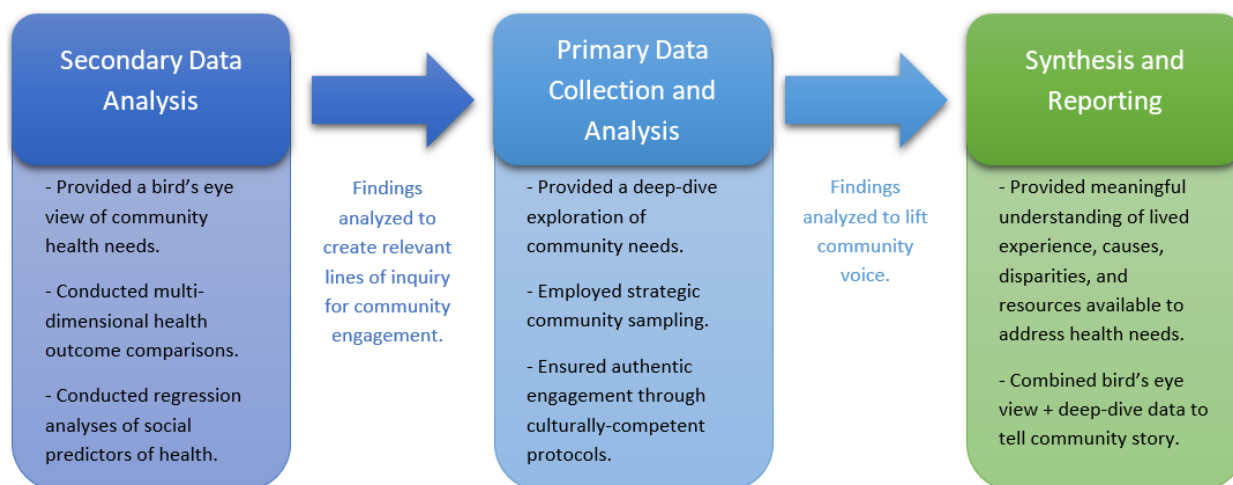 Secondary Data
Analysis
- Provided a bird's eye
view of community
health needs.
- Conducted multi-
dimensional health
outcome comparisons.
- Conducted regression
analyses of social
predictors of health.
Findings
analyzed to
create relevant
lines of inquiry
for community
engagement.
Primary Data
Collection and
Analysis
- Provided a deep-dive
exploration of
community needs.
- Employed strategic
community sampling.
- Ensured authentic
engagement through
culturally-competent
protocols.
Findings
analyzed to lift
community
voice.
Synthesis and
Reporting
- Provided meaningful
understanding of lived
experience, causes,
disparities, and
resources available to
address health needs.
- Combined bird's eye
view + deep-dive data to
tell community story.